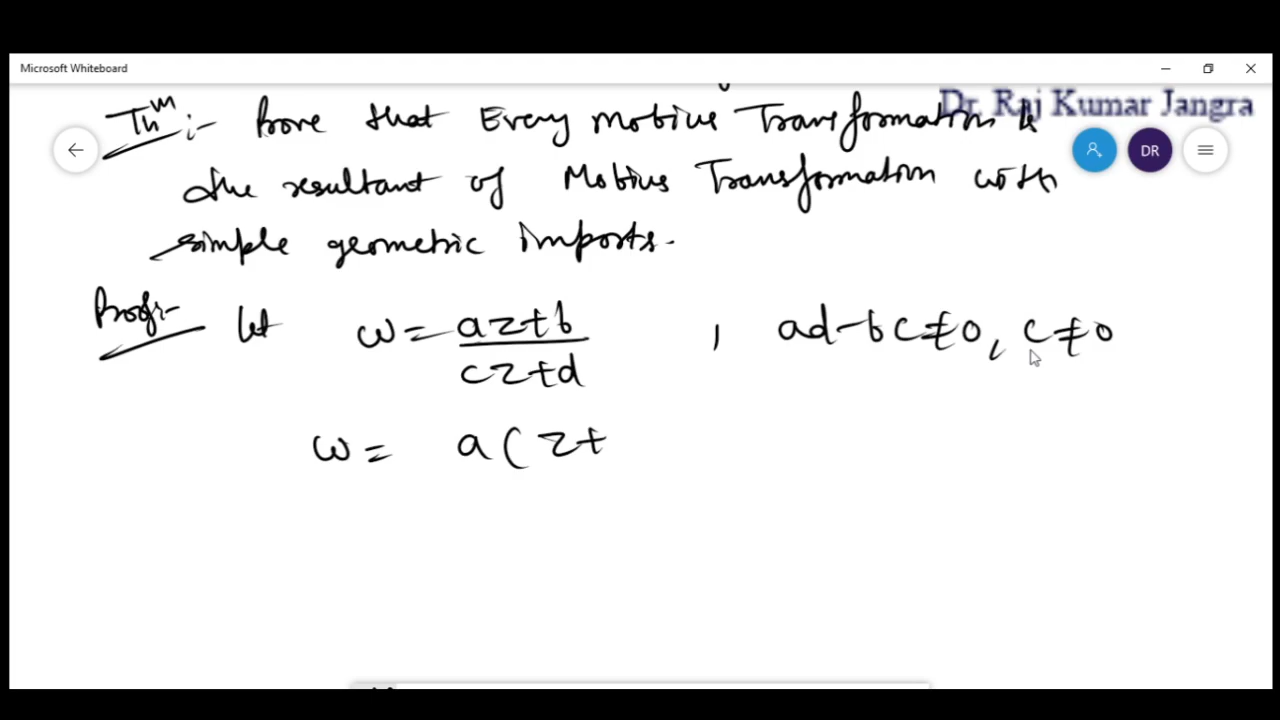 Microsoft Whiteboard
Dr. Raj Kumar Jangra
Thm :- Prove that Every Mobius Transformation is
DR
the resultant of Mobius Transformation with
simple geometric imports.
Proof:- let w = az+b / cz+d , ad-bc≠0, c≠0
w = a( z+